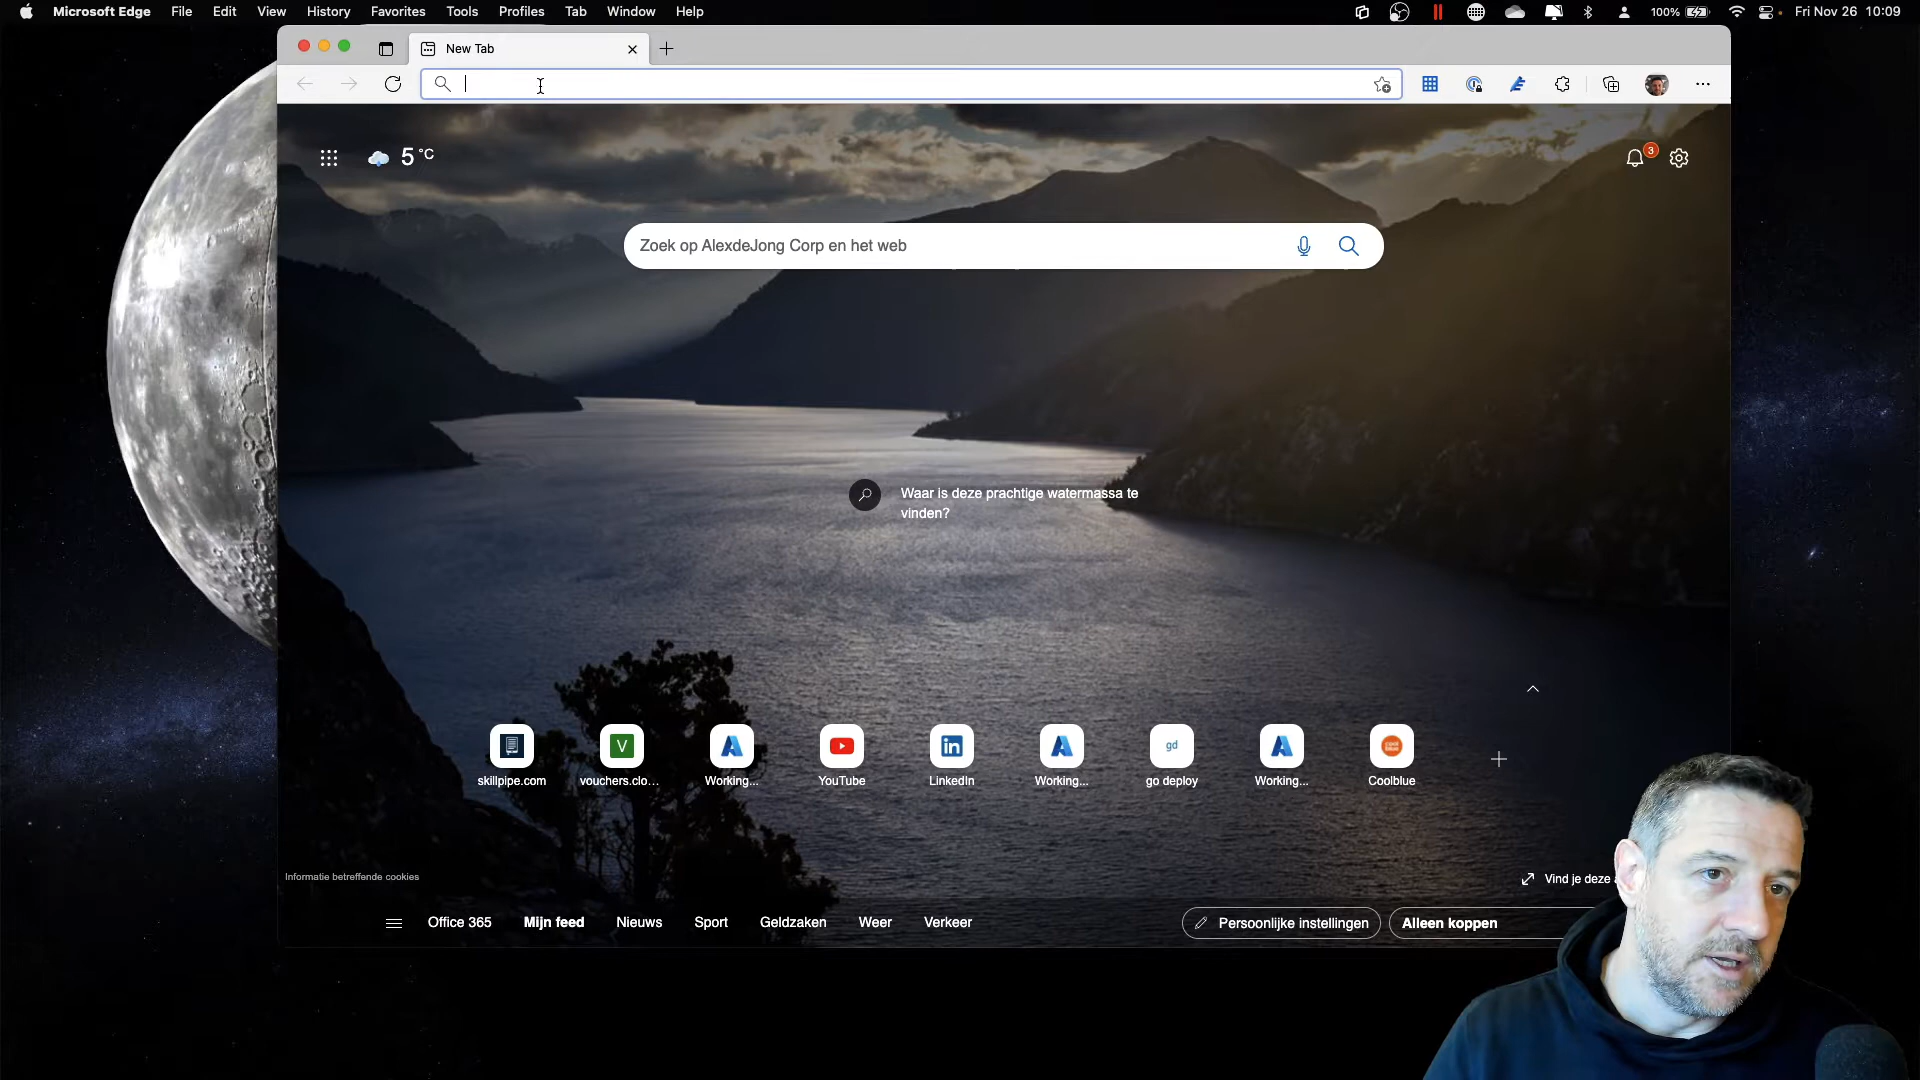 Microsoft Edge File Edit View History Favorites Tools Profiles Tab Window Help 100% Fri Nov 26 10:09
New Tab
5 °C
3
Zoek op AlexdeJong Corp en het web
Waar is deze prachtige watermassa te
vinden?
V gd
skillpipe.com vouchers.clo... Working... YouTube LinkedIn Working... go deploy Working... Coolblue
Informatie betreffende cookies
Vind je deze
Office 365 Mijn feed Nieuws Sport Geldzaken Weer Verkeer Persoonlijke instellingen Alleen koppen